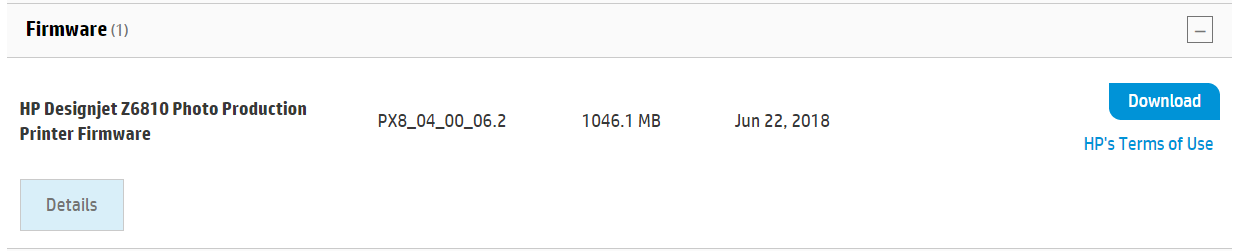 Firmware (1)
HP Designjet Z6810 Photo Production
Printer Firmware
PX8_04_00_06.2
1046.1 MB
Jun 22, 2018
Download
HP's Terms of Use
Details